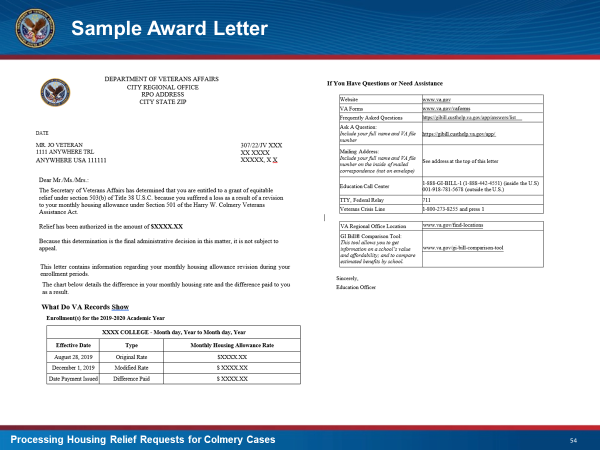 Sample Award Letter
DEPARTMENT OF VETERANS AFFAIRS
CITY REGIONAL OFFICE
RPO ADDRESS
CITY STATE ZIP
DATE
MR. JO VETERAN
1111 ANYWHERE TRL
ANYWHERE USA 111111
307/22/JV XXX
XX XXXX
XXXXX, X X
Dear Mr./Ms./Mrs.:
The Secretary of Veterans Affairs has determined that you are entitled to a grant of equitable
relief under section 503(b) of Title 38 U.S.C. because you suffered a loss as a result of a revision
to your monthly housing allowance under Section 501 of the Harry W. Colmery Veterans
Assistance Act.
Relief has been authorized in the amount of $XXXX.XX
Because this determination is the final administrative decision in this matter, it is not subject to
appeal.
This letter contains information regarding your monthly housing allowance revision during your
enrollment periods.
The chart below details the difference in your monthly housing rate and the difference paid to you
as a result.
What Do VA Records Show
Enrollment(s) for the 2019-2020 Academic Year
XXXX COLLEGE - Month day, Year to Month day, Year
Effective Date Type Monthly Housing Allowance Rate
August 28, 2019 Original Rate $XXXX.XX
December 1, 2019 Modified Rate $ XXXX.XX
Date Payment Issued Difference Paid $ XXXX.XX
If You Have Questions or Need Assistance
Website www.va.gov
VA Forms www.va.gov/vaforms
Frequently Asked Questions https://gibill.custhelp.va.gov/app/answers/list
Ask A Question:
Include your full name and VA file
number
https://gibill.custhelp.va.gov/app/
Mailing Address:
Include your full name and VA file
number on the inside of mailed
correspondence (not on envelope)
See address at the top of this letter
Education Call Center
1-888-GI-BILL-1 (1-888-442-4551) (inside the U.S)
001-918-781-5678 (outside the U.S.)
TTY, Federal Relay 711
Veterans Crisis Line 1-800-273-8255 and press 1
VA Regional Office Location www.va.gov/find-locations
GI Bill® Comparison Tool:
This tool allows you to get
information on a school's value
and affordability; and to compare
estimated benefits by school.
www.va.gov/gi-bill-comparison-tool
Sincerely,
Education Officer
Processing Housing Relief Requests for Colmery Cases
54